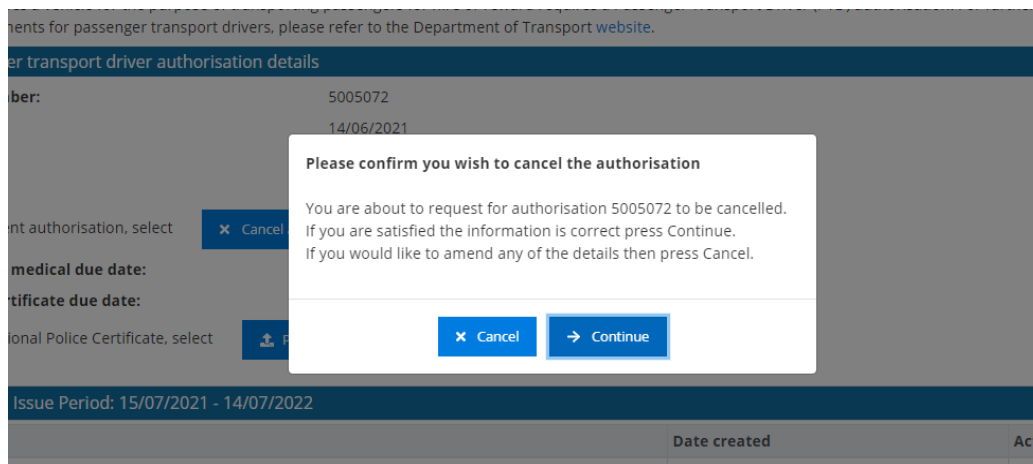 ments for passenger transport drivers, please refer to the Department of Transport website.
er transport driver authorisation details
ber:
5005072
14/06/2021
Please confirm you wish to cancel the authorisation
You are about to request for authorisation 5005072 to be cancelled.
If you are satisfied the information is correct press Continue.
If you would like to amend any of the details then press Cancel.
nt authorisation, select
Cancel
medical due date:
rtificate due date:
ional Police Certificate, select
Cancel
Continue
Issue Period: 15/07/2021 - 14/07/2022
Date created
Ac